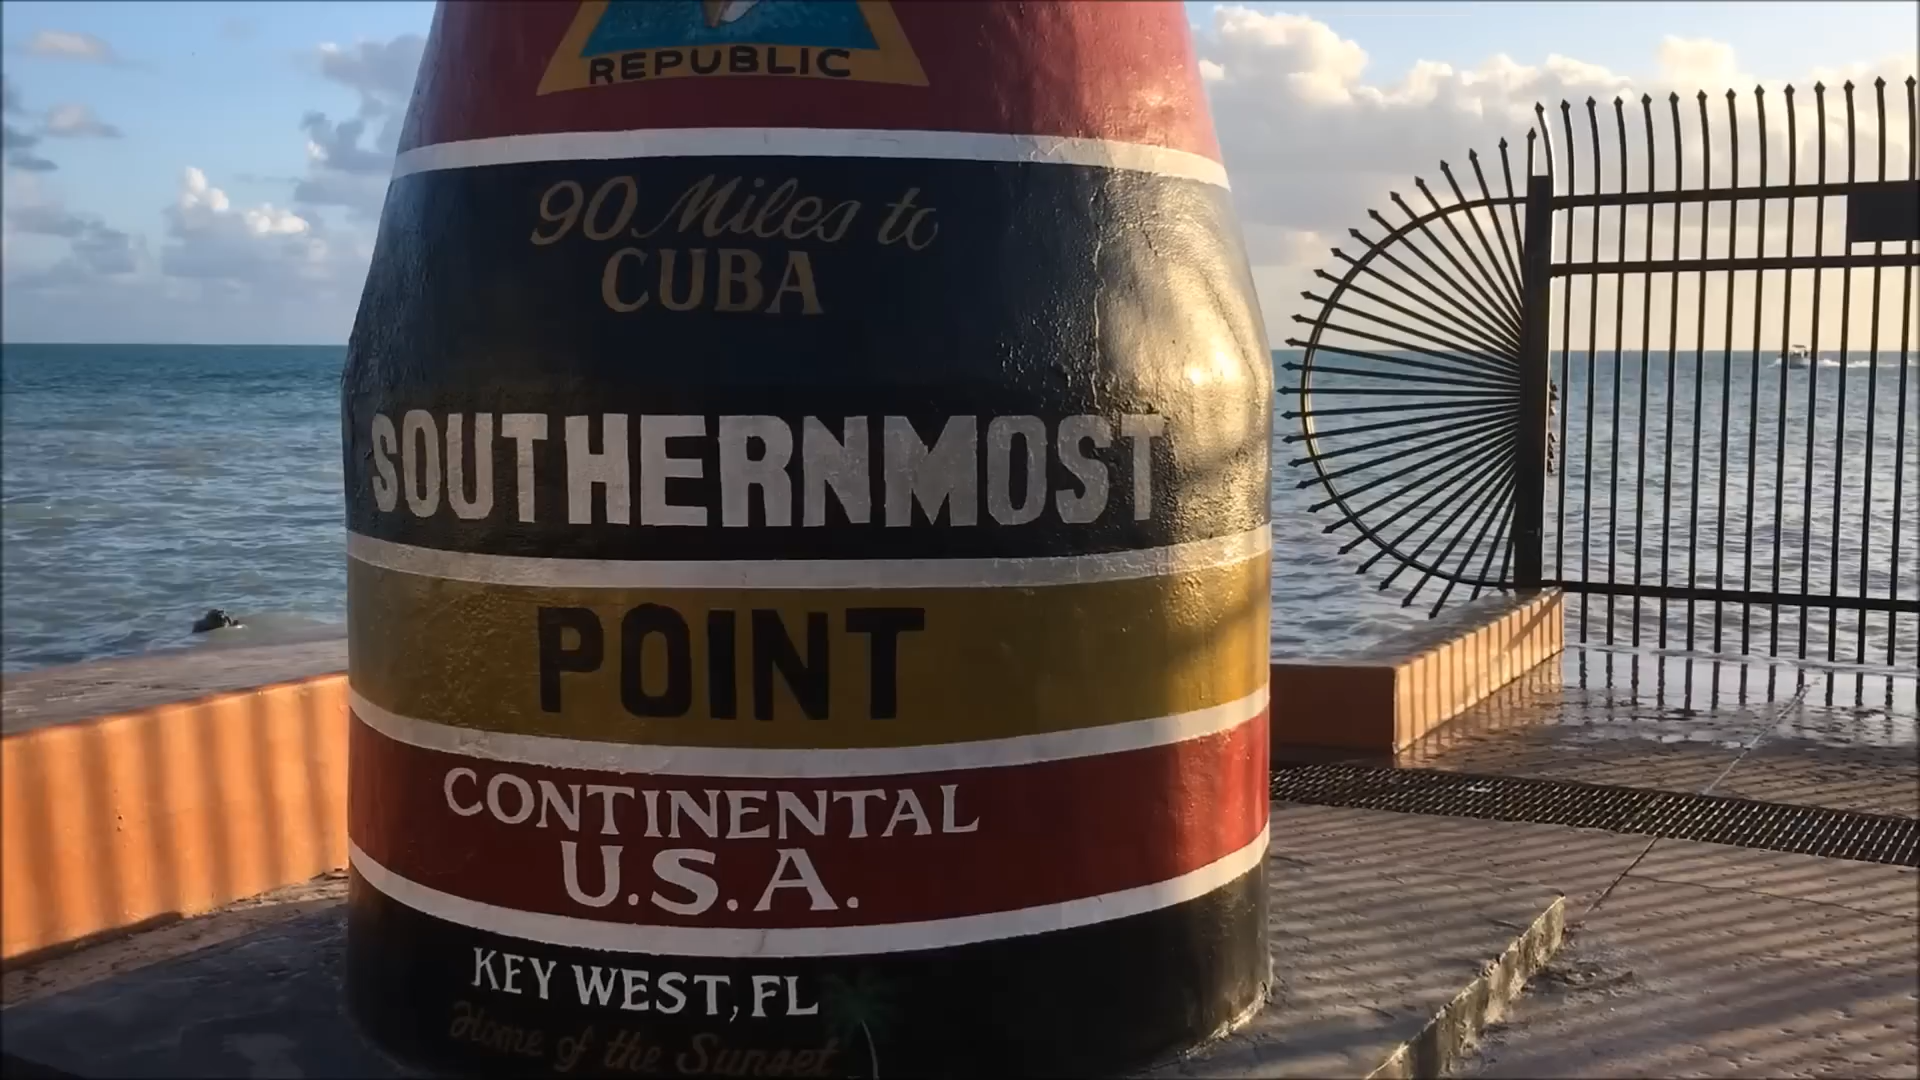 REPUBLIC
90 Miles to
CUBA
SOUTHERNMOST
POINT
CONTINENTAL
U.S.A.
KEY WEST, FL
Home of the Sunset